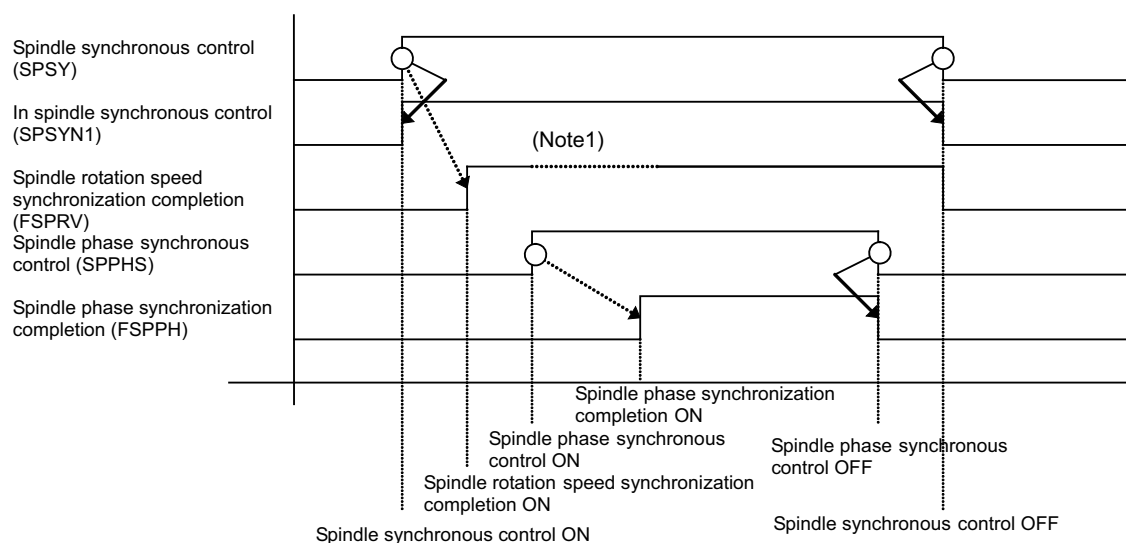 Spindle synchronous control
(SPSY)
In spindle synchronous control
(SPSYN1)
(Note1)
Spindle rotation speed
synchronization completion
(FSPRV)
Spindle phase synchronous
control (SPPHS)
Spindle phase synchronization
completion (FSPPH)
Spindle phase synchronization
completion ON
Spindle phase synchronous
control ON
Spindle phase synchronous
control OFF
Spindle rotation speed synchronization
completion ON
Spindle synchronous control OFF
Spindle synchronous control ON